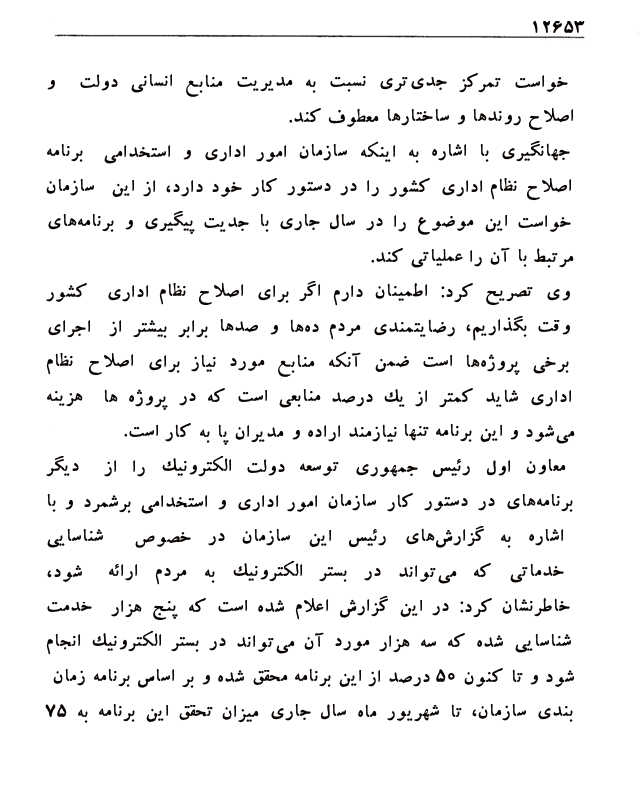 ۱۲۶۵۳
خواست تمرکز جدی‌تری نسبت به مدیریت منابع انسانی دولت و
اصلاح روندها و ساختارها معطوف کند.
جهانگیری با اشاره به اینکه سازمان امور اداری و استخدامی برنامه
اصلاح نظام اداری کشور را در دستور کار خود دارد، از این سازمان
خواست این موضوع را در سال جاری با جدیت پیگیری و برنامه‌های
مرتبط با آن را عملیاتی کند.
وی تصریح کرد: اطمینان دارم اگر برای اصلاح نظام اداری کشور
وقت بگذاریم، رضایتمندی مردم ده‌ها و صدها برابر بیشتر از اجرای
برخی پروژه‌ها است ضمن آنکه منابع مورد نیاز برای اصلاح نظام
اداری شاید کمتر از یك درصد منابعی است که در پروژه ها هزینه
می‌شود و این برنامه تنها نیازمند اراده و مدیران پا به کار است.
معاون اول رئیس جمهوری توسعه دولت الکترونیك را از دیگر
برنامه‌های در دستور کار سازمان امور اداری و استخدامی برشمرد و با
اشاره به گزارش‌های رئیس این سازمان در خصوص شناسایی
خدماتی که می‌تواند در بستر الکترونیك به مردم ارائه شود،
خاطرنشان کرد: در این گزارش اعلام شده است که پنج هزار خدمت
شناسایی شده که سه هزار مورد آن می‌تواند در بستر الکترونیك انجام
شود و تا کنون ۵۰ درصد از این برنامه محقق شده و بر اساس برنامه زمان
بندی سازمان، تا شهریور ماه سال جاری میزان تحقق این برنامه به ۷۵